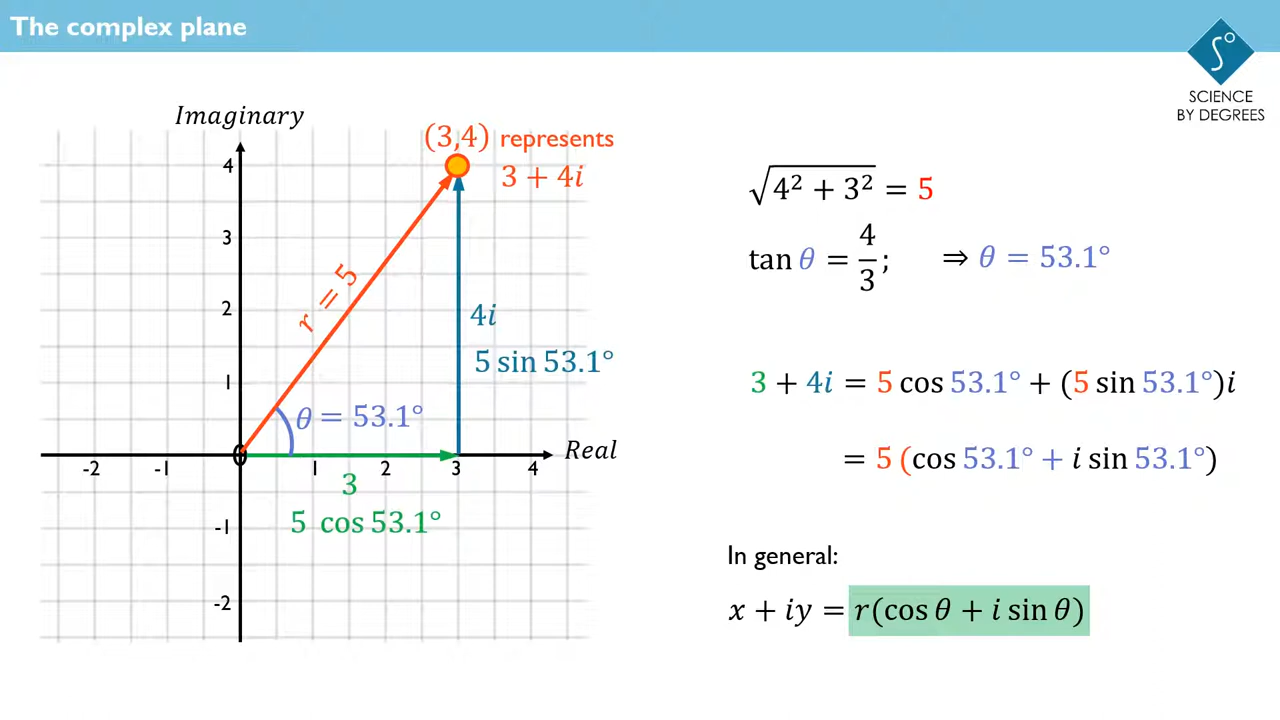 The complex plane
SCIENCE
BY DEGREES
Imaginary
(3,4) represents
3 + 4i
4
3
2
1
0
-1
-2
-2
-1
1
2
3
4
Real
r = 5
4i
5 sin 53.1°
θ = 53.1°
3
5 cos 53.1°
√(4² + 3²) = 5
tan θ = 4/3; ⇒ θ = 53.1°
3 + 4i = 5 cos 53.1° + (5 sin 53.1°)i
= 5 (cos 53.1° + i sin 53.1°)
In general:
x + iy = r(cos θ + i sin θ)